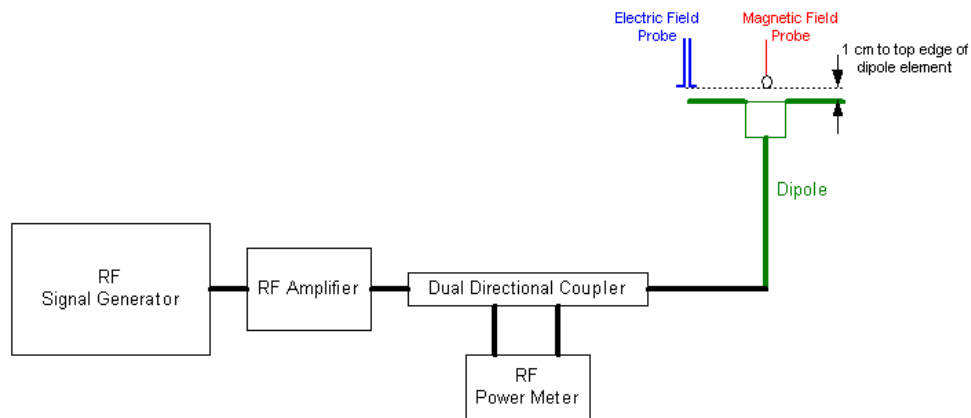 Electric Field
Probe
Magnetic Field
Probe
1 cm to top edge of
dipole element
Dipole
RF
Signal Generator
RF Amplifier
Dual Directional Coupler
RF
Power Meter